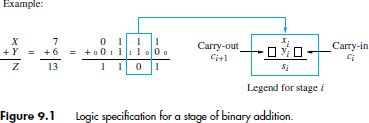 Example:
X 7 0 1 1 1
+ Y = + 6 = + 0 0 1 1 1 1 0 0 0
Z 13 1 1 0 1
Carry-out
c_{i+1}
x_i
y_i
s_i
Carry-in
c_i
Legend for stage i
Figure 9.1 Logic specification for a stage of binary addition.